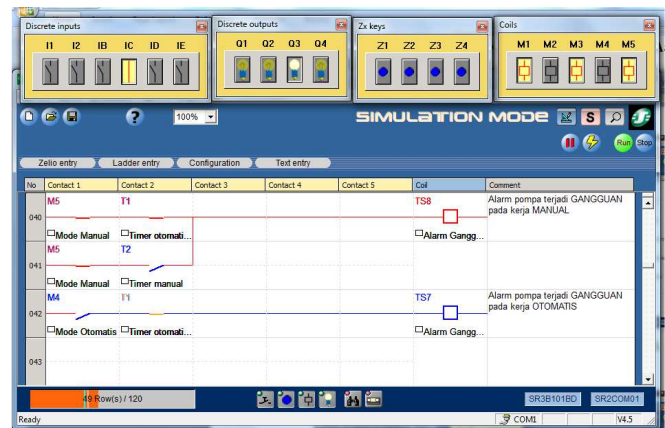 Discrete inputs
I1 I2 IB IC ID IE
Discrete outputs
Q1 Q2 Q3 Q4
Zx keys
Z1 Z2 Z3 Z4
Coils
M1 M2 M3 M4 M5
? 100% SIMULATION MODE S
Run Stop
Zelio entry Ladder entry Configuration Text entry
No Contact 1 Contact 2 Contact 3 Contact 4 Contact 5 Coil Comment
M5 T1 TS8 Alarm pompa terjadi GANGGUAN
040 pada kerja MANUAL
Mode Manual Timer otomati... Alarm Gangg...
M5 T2
041
Mode Manual Timer manual
M4 T1 TS7 Alarm pompa terjadi GANGGUAN
042 pada kerja OTOMATIS
Mode Otomatis Timer otomati... Alarm Gangg...
043
49 Row(s) / 120 SR3B101BD SR2COM01
Ready COM1 V4.5